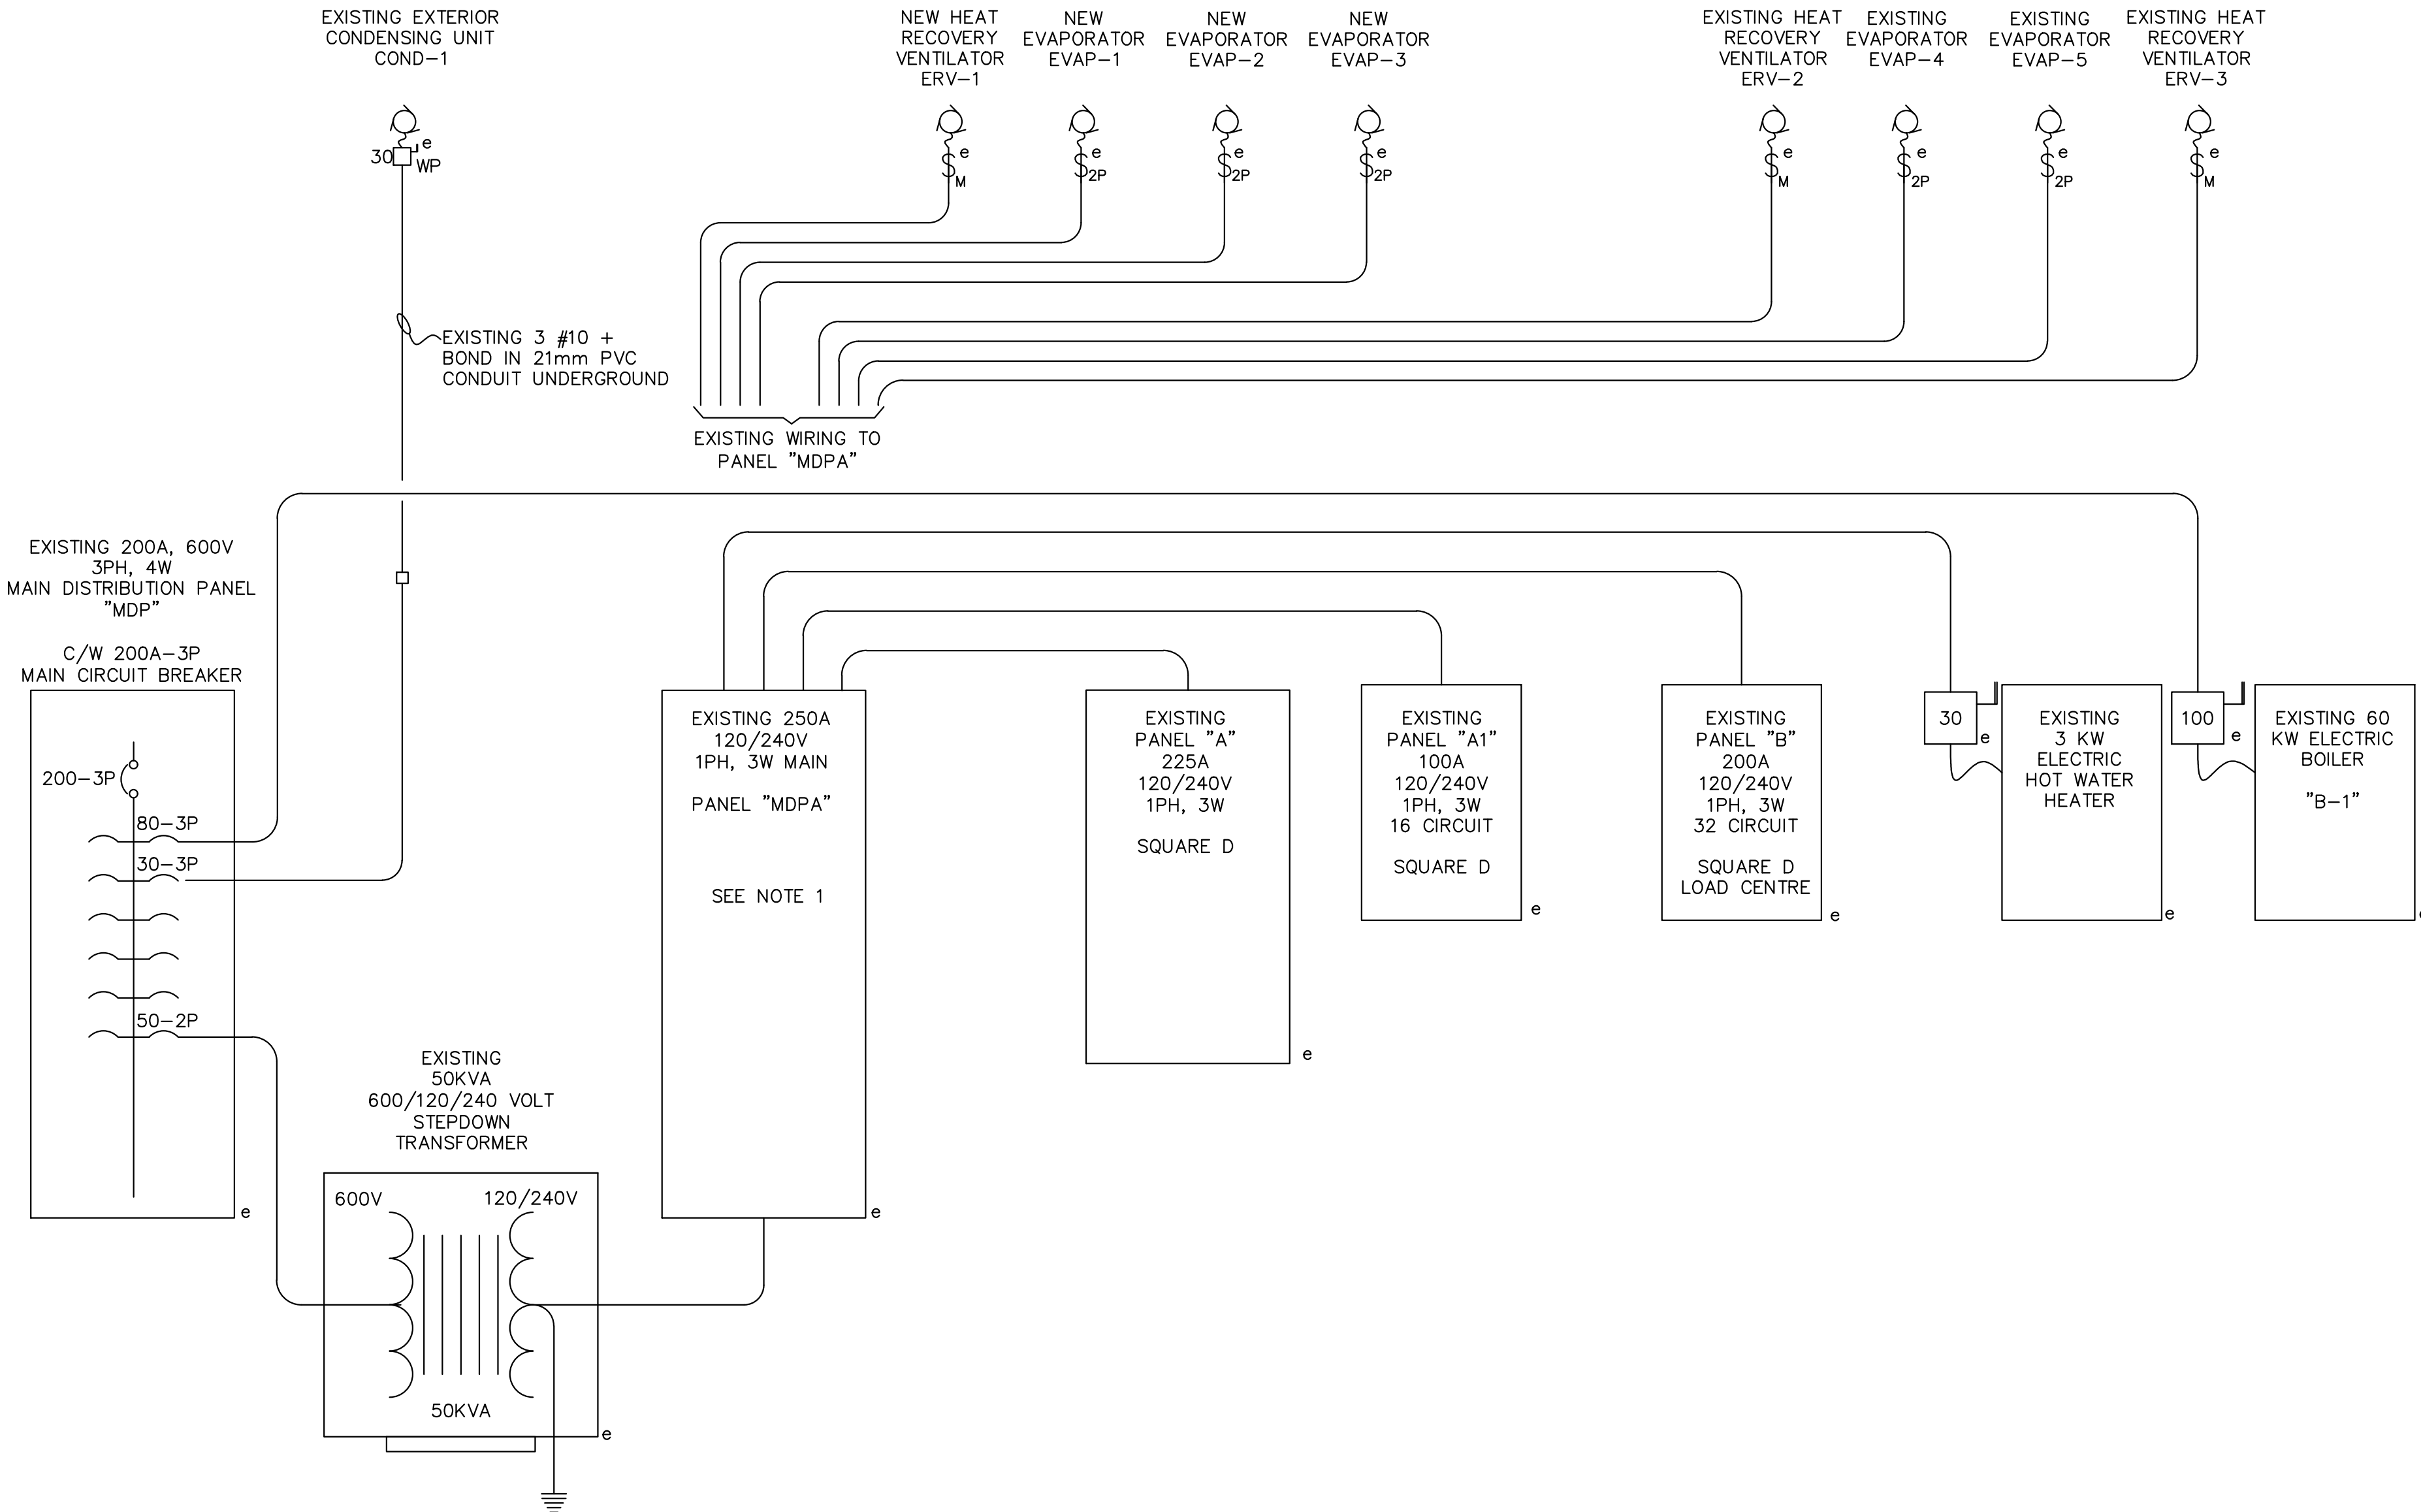 EXISTING EXTERIOR
CONDENSING UNIT
COND-1
NEW HEAT
RECOVERY
VENTILATOR
ERV-1
NEW
EVAPORATOR
EVAP-1
NEW
EVAPORATOR
EVAP-2
NEW
EVAPORATOR
EVAP-3
EXISTING HEAT
RECOVERY
VENTILATOR
ERV-2
EXISTING
EVAPORATOR
EVAP-4
EXISTING
EVAPORATOR
EVAP-5
EXISTING HEAT
RECOVERY
VENTILATOR
ERV-3
30
e
WP
e
$M
e
$2P
e
$2P
e
$2P
e
$M
e
$2P
e
$2P
e
$M
EXISTING 3 #10 +
BOND IN 21mm PVC
CONDUIT UNDERGROUND
EXISTING WIRING TO
PANEL "MDPA"
EXISTING 200A, 600V
3PH, 4W
MAIN DISTRIBUTION PANEL
"MDP"
C/W 200A-3P
MAIN CIRCUIT BREAKER
200-3P
80-3P
30-3P
50-2P
e
EXISTING
50KVA
600/120/240 VOLT
STEPDOWN
TRANSFORMER
600V
120/240V
50KVA
e
EXISTING 250A
120/240V
1PH, 3W MAIN
PANEL "MDPA"
SEE NOTE 1
e
EXISTING
PANEL "A"
225A
120/240V
1PH, 3W
SQUARE D
e
EXISTING
PANEL "A1"
100A
120/240V
1PH, 3W
16 CIRCUIT
SQUARE D
e
EXISTING
PANEL "B"
200A
120/240V
1PH, 3W
32 CIRCUIT
SQUARE D
LOAD CENTRE
e
30
e
EXISTING
3 KW
ELECTRIC
HOT WATER
HEATER
e
100
e
EXISTING 60
KW ELECTRIC
BOILER
"B-1"